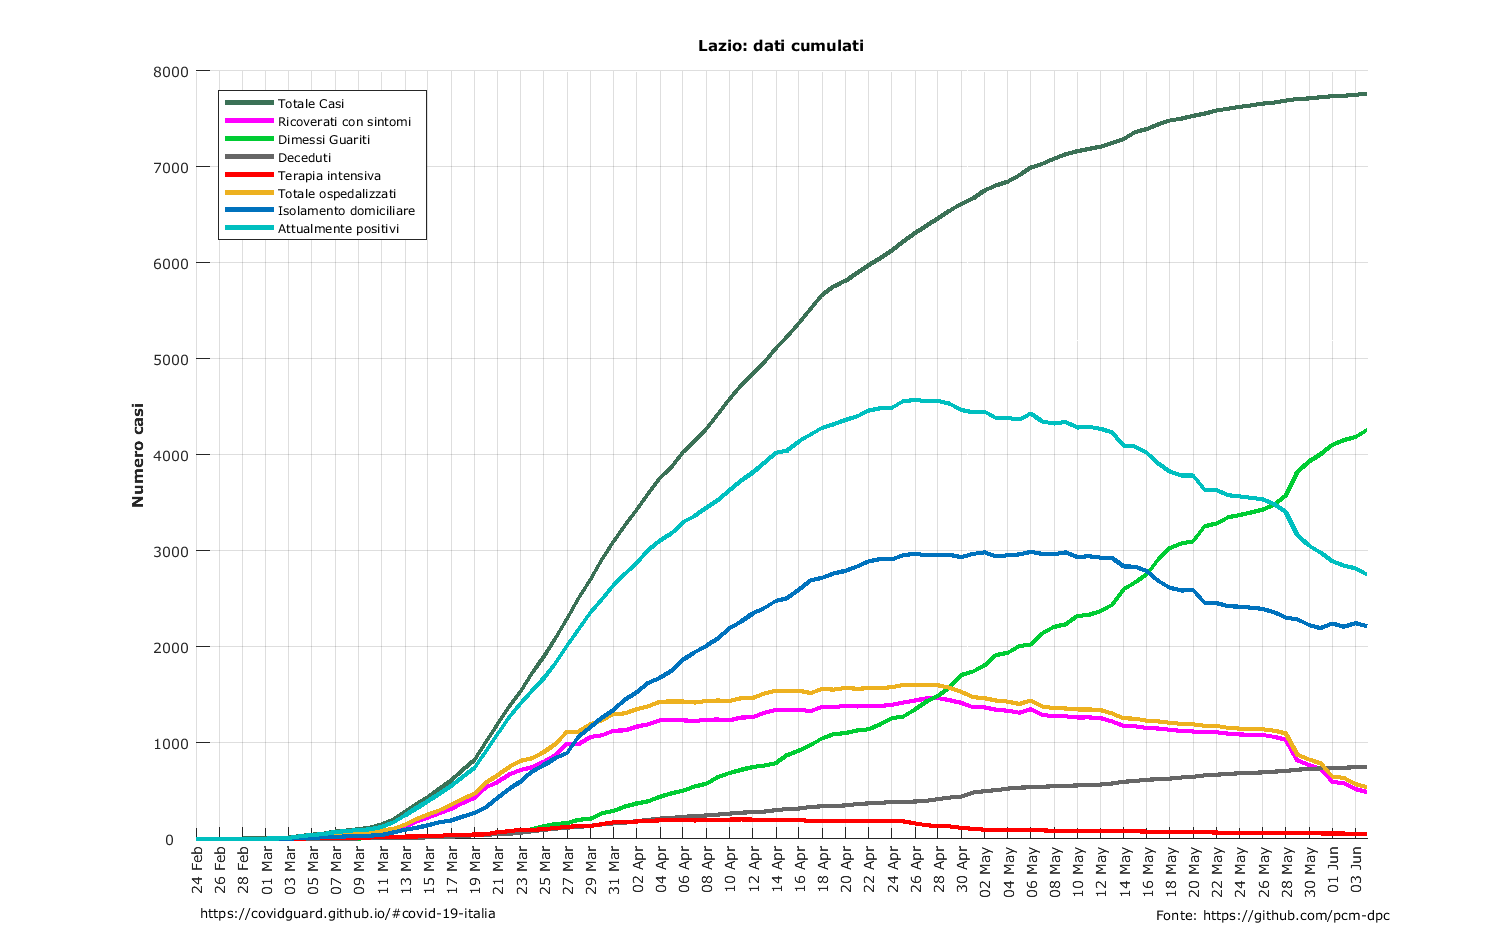 Lazio: dati cumulati
8000
7000
6000
5000
4000
3000
2000
1000
0
Numero casi
Totale Casi
Ricoverati con sintomi
Dimessi Guariti
Deceduti
Terapia intensiva
Totale ospedalizzati
Isolamento domiciliare
Attualmente positivi
24 Feb
26 Feb
28 Feb
01 Mar
03 Mar
05 Mar
07 Mar
09 Mar
11 Mar
13 Mar
15 Mar
17 Mar
19 Mar
21 Mar
23 Mar
25 Mar
27 Mar
29 Mar
31 Mar
02 Apr
04 Apr
06 Apr
08 Apr
10 Apr
12 Apr
14 Apr
16 Apr
18 Apr
20 Apr
22 Apr
24 Apr
26 Apr
28 Apr
30 Apr
02 May
04 May
06 May
08 May
10 May
12 May
14 May
16 May
18 May
20 May
22 May
24 May
26 May
28 May
30 May
01 Jun
03 Jun
https://covidguard.github.io/#covid-19-italia
Fonte: https://github.com/pcm-dpc